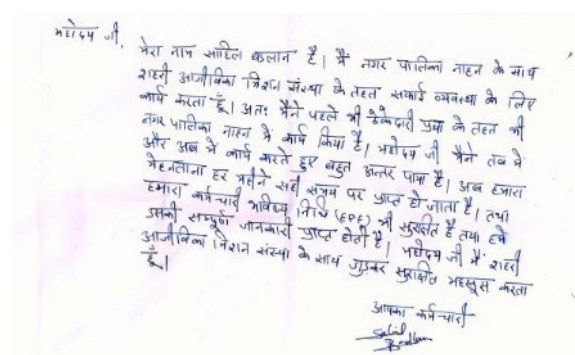 महोदय जी,
मेरा नाम साहिल बडलान है। मैं नगर पालिका नाहन के साथ
शहरी आजीविका मिशन संस्था के तहत सफाई व्यवस्था के लिए
कार्य करता हूँ। अतः मैंने पहले भी ठेकेदारी प्रथा के तहत भी
नगर पालिका नाहन में कार्य किया है। महोदय जी मैंने तब में
और अब में कार्य करते हुए बहुत अन्तर पाया है। अब हमारा
मेहनताना हर महीने सही समय पर प्राप्त हो जाता है। तथा
हमारा कर्मचारी भविष्य निधि (EPF) भी सुरक्षित है तथा हमे
उसकी सम्पूर्ण जानकारी प्राप्त होती है। महोदय जी मैं शहरी
आजीविका मिशन संस्था के साथ जुड़कर सुरक्षित महसूस करता
हूँ।
आपका कर्मचारी
Sahil